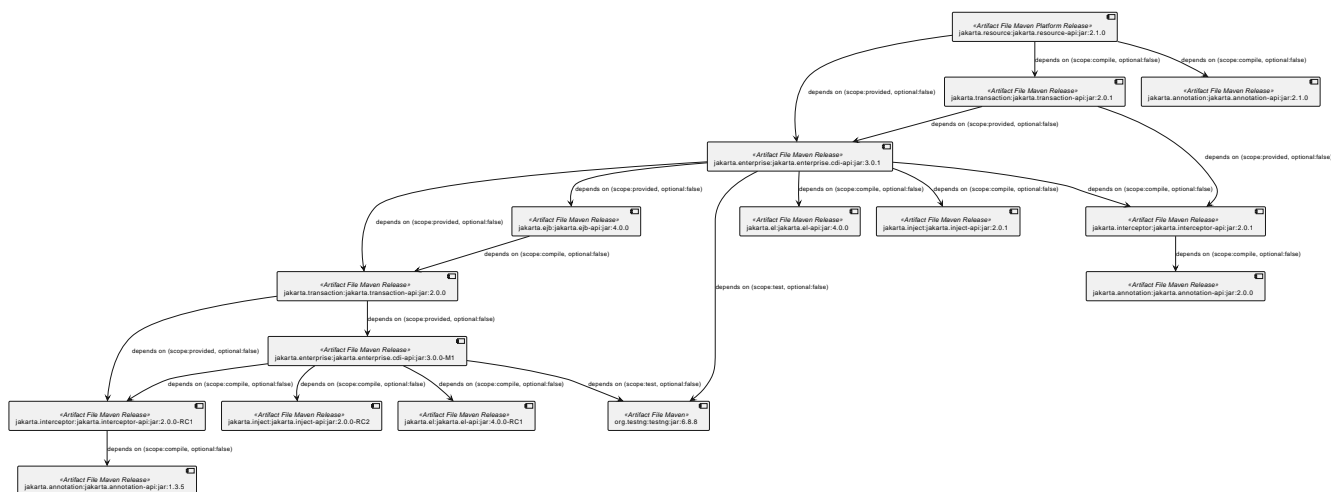 «Artifact File Maven Platform Release»
jakarta.resource:jakarta.resource-api:jar:2.1.0
depends on (scope:compile, optional:false)
depends on (scope:compile, optional:false)
depends on (scope:provided, optional:false)
«Artifact File Maven Release»
jakarta.transaction:jakarta.transaction-api:jar:2.0.1
«Artifact File Maven Release»
jakarta.annotation:jakarta.annotation-api:jar:2.1.0
depends on (scope:provided, optional:false)
«Artifact File Maven Release»
jakarta.enterprise:jakarta.enterprise.cdi-api:jar:3.0.1
depends on (scope:provided, optional:false)
depends on (scope:provided, optional:false)
depends on (scope:compile, optional:false)
depends on (scope:compile, optional:false)
depends on (scope:compile, optional:false)
depends on (scope:provided, optional:false)
«Artifact File Maven Release»
jakarta.ejb:jakarta.ejb-api:jar:4.0.0
«Artifact File Maven Release»
jakarta.el:jakarta.el-api:jar:4.0.0
«Artifact File Maven Release»
jakarta.inject:jakarta.inject-api:jar:2.0.1
«Artifact File Maven Release»
jakarta.interceptor:jakarta.interceptor-api:jar:2.0.1
depends on (scope:compile, optional:false)
depends on (scope:compile, optional:false)
«Artifact File Maven Release»
jakarta.transaction:jakarta.transaction-api:jar:2.0.0
depends on (scope:test, optional:false)
«Artifact File Maven Release»
jakarta.annotation:jakarta.annotation-api:jar:2.0.0
depends on (scope:provided, optional:false)
depends on (scope:provided, optional:false)
«Artifact File Maven Release»
jakarta.enterprise:jakarta.enterprise.cdi-api:jar:3.0.0-M1
depends on (scope:compile, optional:false)
depends on (scope:compile, optional:false)
depends on (scope:compile, optional:false)
depends on (scope:test, optional:false)
«Artifact File Maven Release»
jakarta.interceptor:jakarta.interceptor-api:jar:2.0.0-RC1
«Artifact File Maven Release»
jakarta.inject:jakarta.inject-api:jar:2.0.0-RC2
«Artifact File Maven Release»
jakarta.el:jakarta.el-api:jar:4.0.0-RC1
«Artifact File Maven»
org.testng:testng:jar:6.8.8
depends on (scope:compile, optional:false)
«Artifact File Maven Release»
jakarta.annotation:jakarta.annotation-api:jar:1.3.5